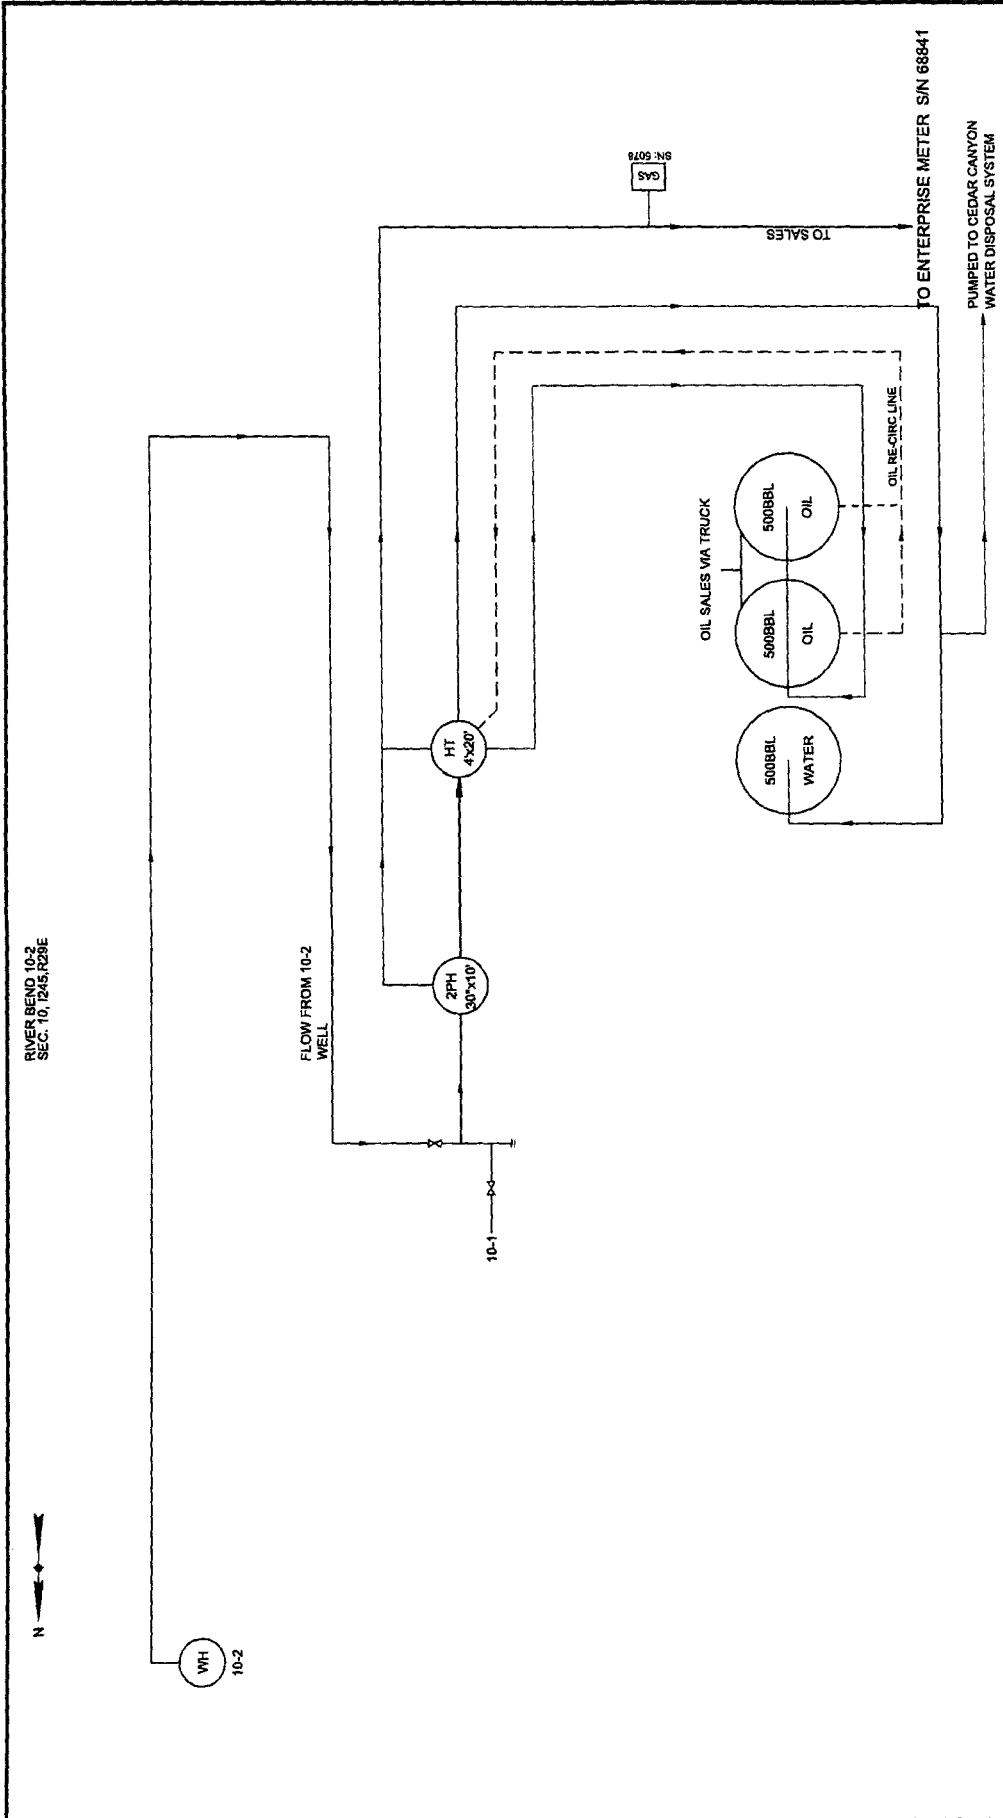 RIVER BEND 10-2
SEC. 10, T24S,R29E
N
WH
10-2
FLOW FROM 10-2
WELL
10-1
2PH
30"x10'
HT
4'x20'
GAS
SN: 5078
TO SALES
TO ENTERPRISE METER S/N 68841
PUMPED TO CEDAR CANYON
WATER DISPOSAL SYSTEM
OIL RE-CIRC LINE
OIL SALES VIA TRUCK
500BBL
WATER
500BBL
OIL
500BBL
OIL